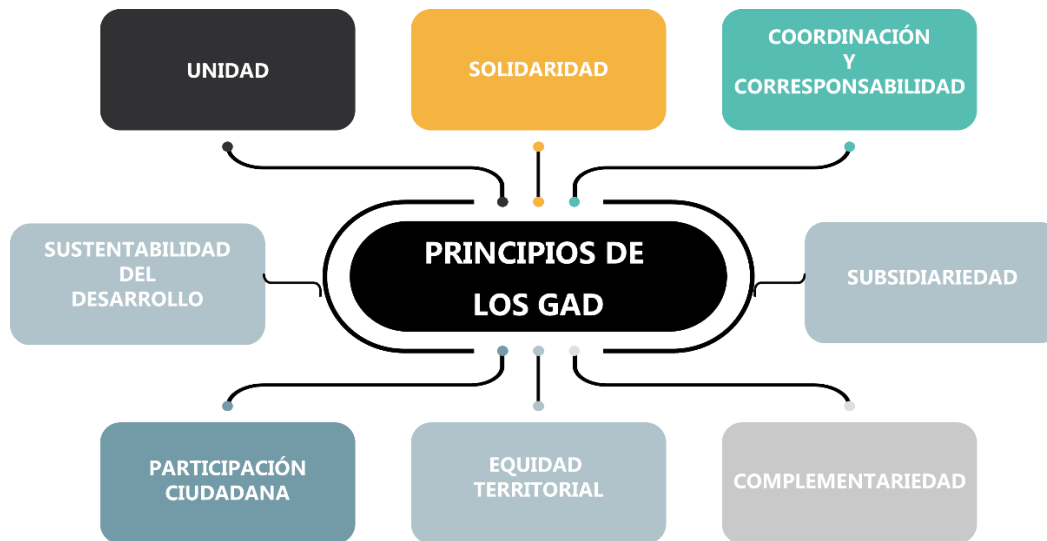 UNIDAD
SOLIDARIDAD
COORDINACIÓN
Y
CORRESPONSABILIDAD
SUSTENTABILIDAD
DEL
DESARROLLO
PRINCIPIOS DE
LOS GAD
SUBSIDIARIEDAD
PARTICIPACIÓN
CIUDADANA
EQUIDAD
TERRITORIAL
COMPLEMENTARIEDAD